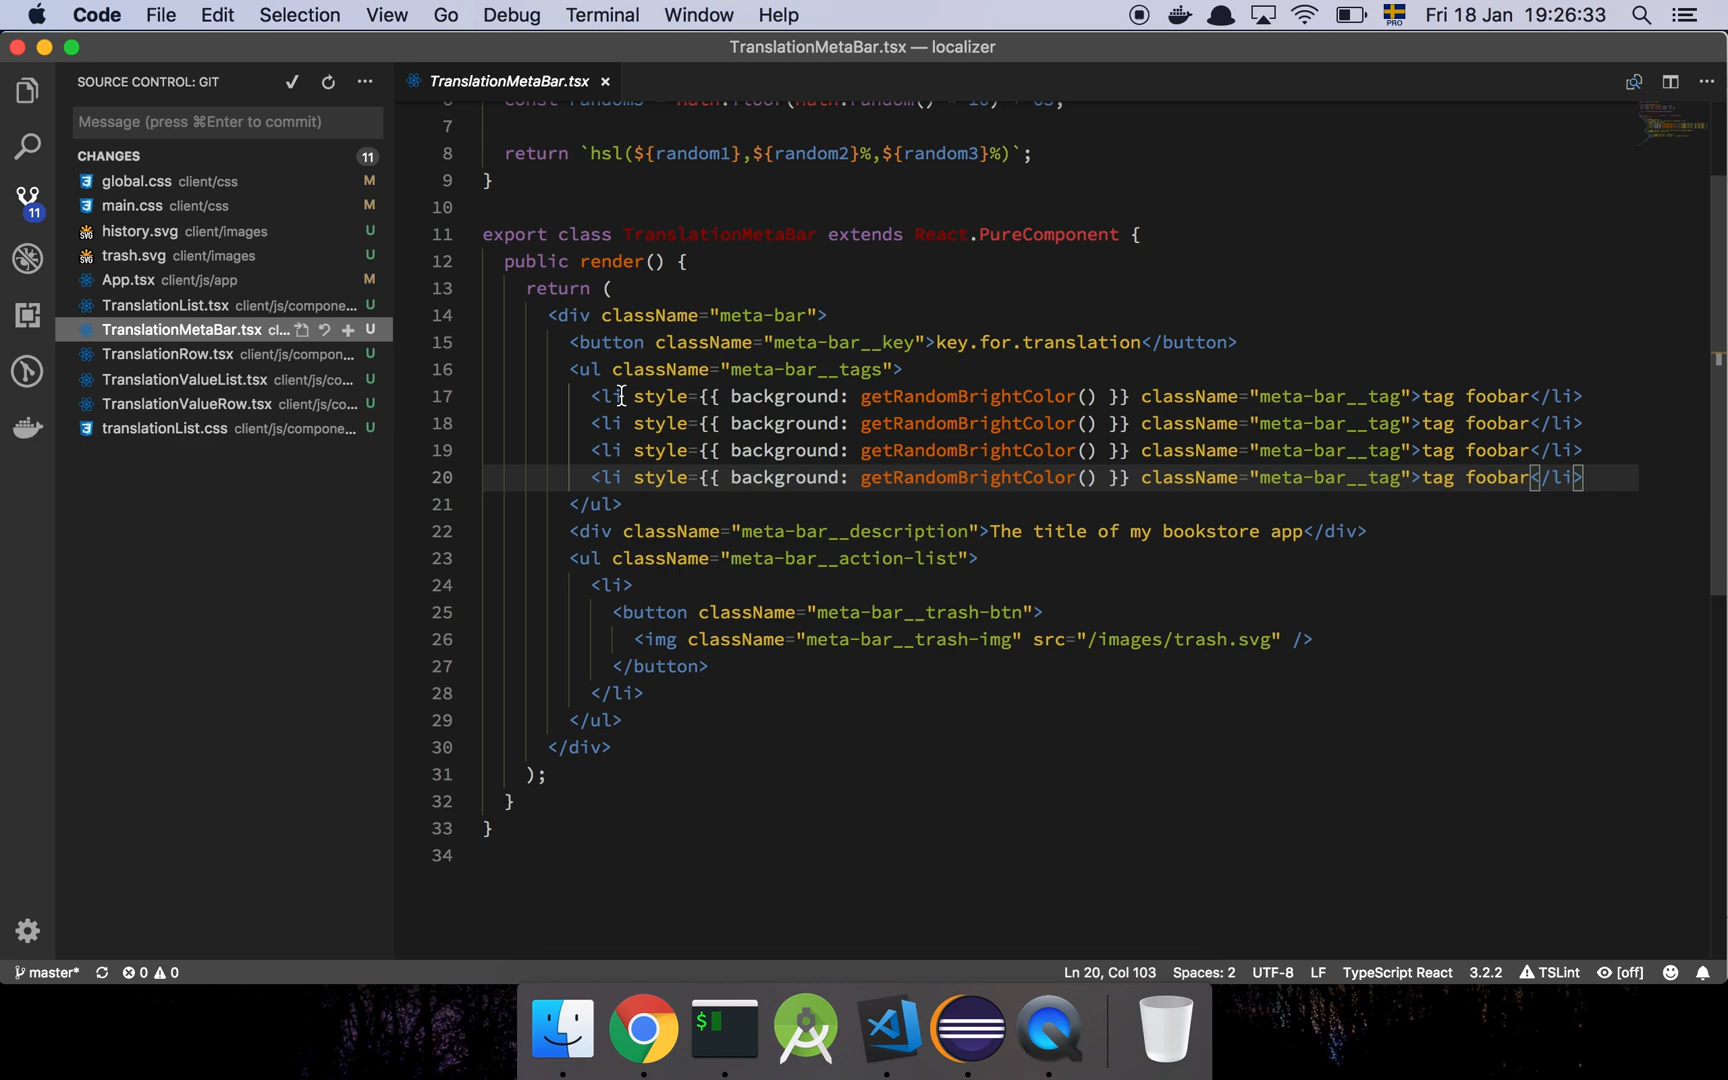 Code File Edit Selection View Go Debug Terminal Window Help PRO Fri 18 Jan 19:26:33
TranslationMetaBar.tsx — localizer
SOURCE CONTROL: GIT
TranslationMetaBar.tsx
Message (press ⌘Enter to commit)
CHANGES 11
global.css client/css M
main.css client/css M
history.svg client/images U
trash.svg client/images U
App.tsx client/js/app M
TranslationList.tsx client/js/compone... U
TranslationMetaBar.tsx cl... U
TranslationRow.tsx client/js/compon... U
TranslationValueList.tsx client/js/co... U
TranslationValueRow.tsx client/js/co... U
translationList.css client/js/compone... U
11
7
8 return `hsl(${random1},${random2}%,${random3}%)`;
9 }
10
11 export class TranslationMetaBar extends React.PureComponent {
12 public render() {
13 return (
14 <div className="meta-bar">
15 <button className="meta-bar__key">key.for.translation</button>
16 <ul className="meta-bar__tags">
17 <li style={{ background: getRandomBrightColor() }} className="meta-bar__tag">tag foobar</li>
18 <li style={{ background: getRandomBrightColor() }} className="meta-bar__tag">tag foobar</li>
19 <li style={{ background: getRandomBrightColor() }} className="meta-bar__tag">tag foobar</li>
20 <li style={{ background: getRandomBrightColor() }} className="meta-bar__tag">tag foobar</li>
21 </ul>
22 <div className="meta-bar__description">The title of my bookstore app</div>
23 <ul className="meta-bar__action-list">
24 <li>
25 <button className="meta-bar__trash-btn">
26 <img className="meta-bar__trash-img" src="/images/trash.svg" />
27 </button>
28 </li>
29 </ul>
30 </div>
31 );
32 }
33 }
34
master* 0 0 Ln 20, Col 103 Spaces: 2 UTF-8 LF TypeScript React 3.2.2 TSLint [off]
$